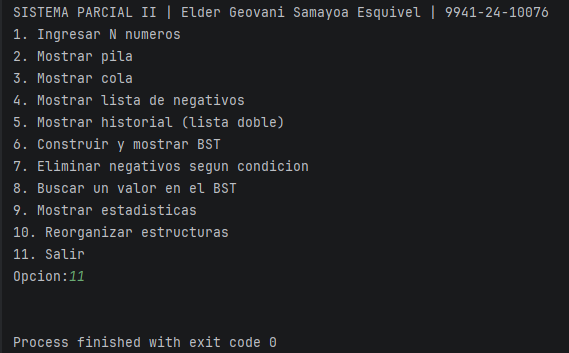 SISTEMA PARCIAL II | Elder Geovani Samayoa Esquivel | 9941-24-10076
1. Ingresar N numeros
2. Mostrar pila
3. Mostrar cola
4. Mostrar lista de negativos
5. Mostrar historial (lista doble)
6. Construir y mostrar BST
7. Eliminar negativos segun condicion
8. Buscar un valor en el BST
9. Mostrar estadisticas
10. Reorganizar estructuras
11. Salir
Opcion:11
Process finished with exit code 0